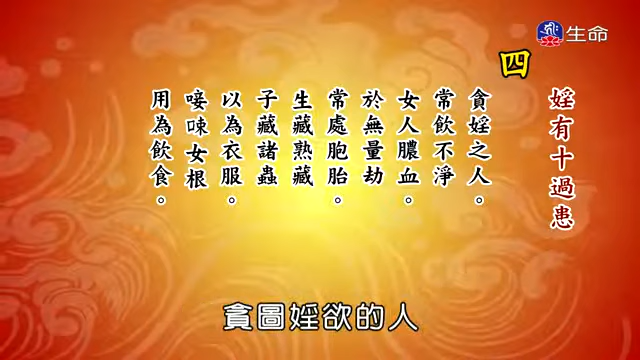 生命
婬有十過患
四
貪婬之人。
常飲不淨
女人膿血。
於無量劫
常處胞胎。
生藏熟藏
子藏諸蟲
以為衣服。
唼㖨女根
用為飲食。
貪圖婬欲的人